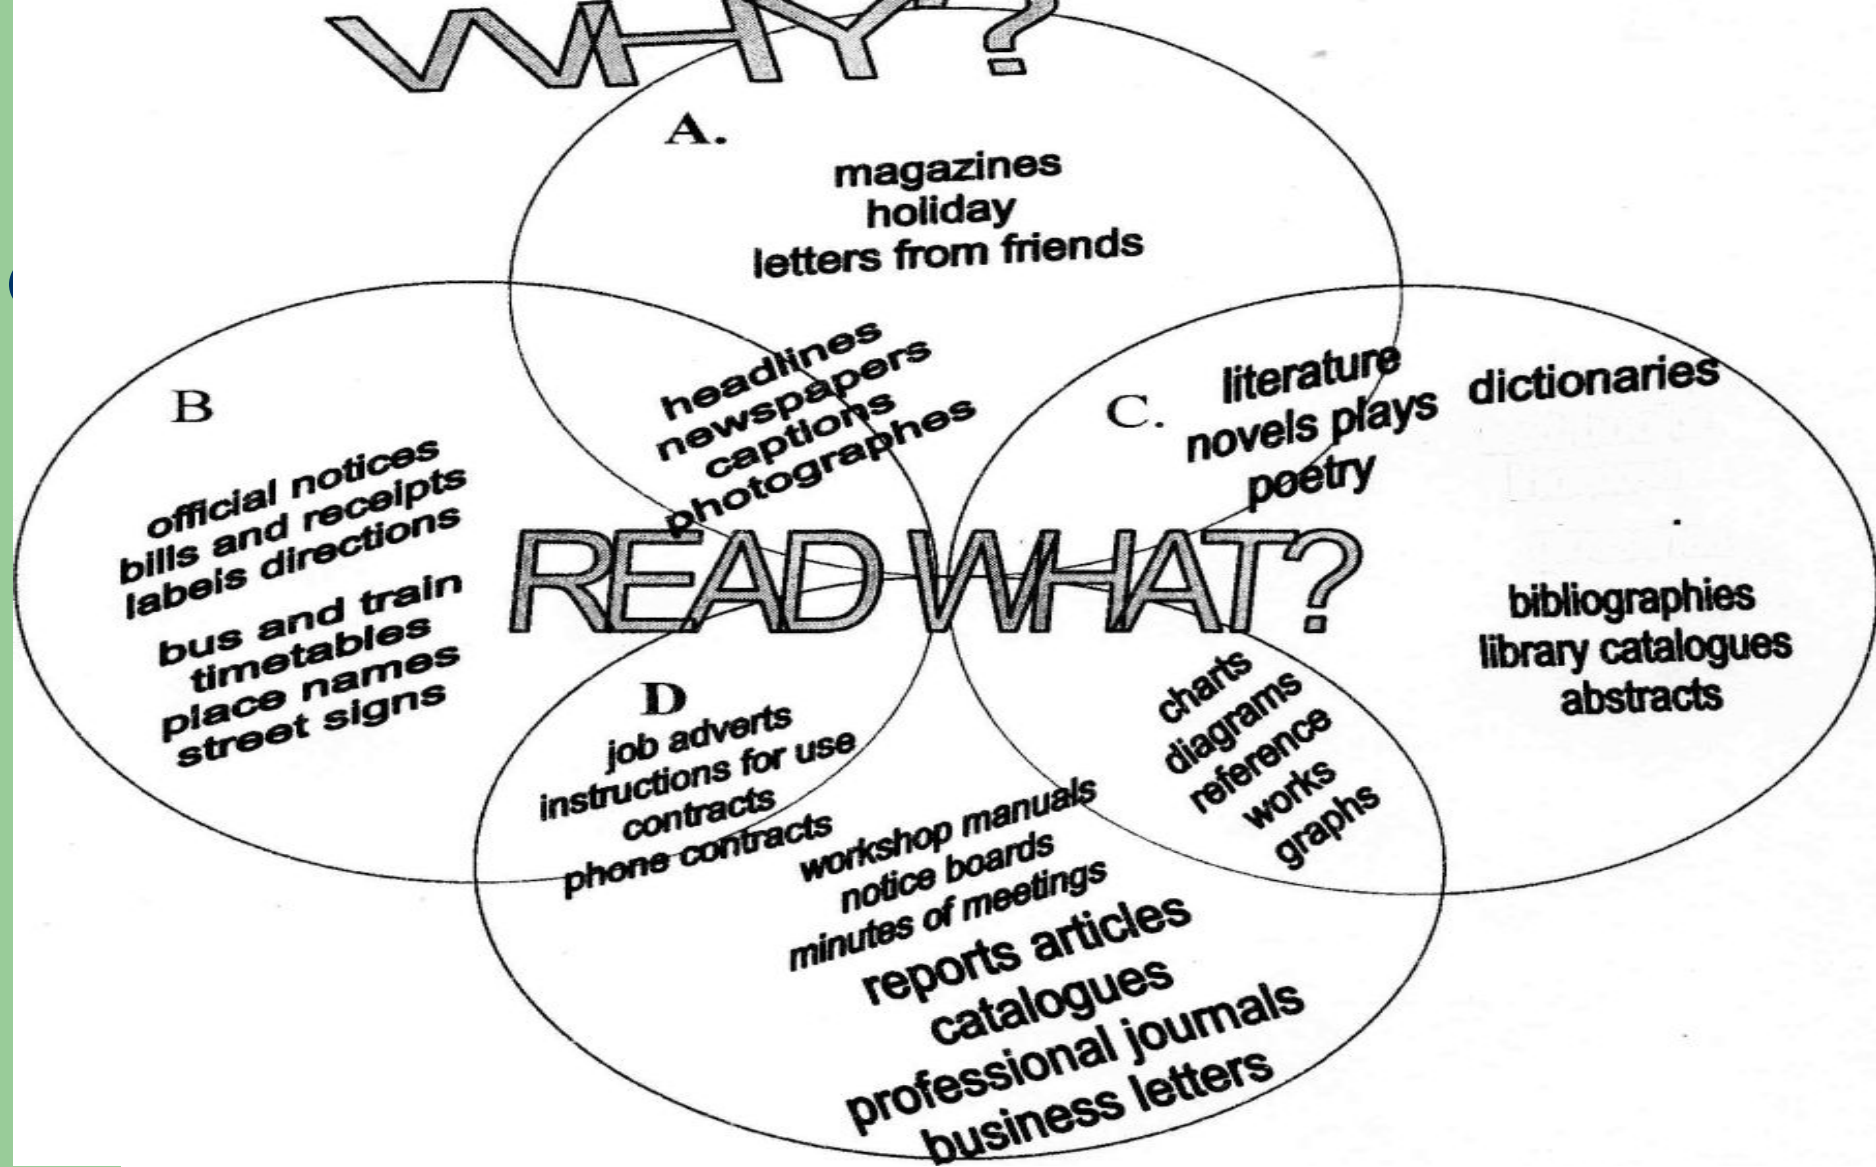 WHY?
A.
magazines
holiday
letters from friends
headlines
newspapers
captions
photographes
B
official notices
bills and receipts
labels directions
bus and train
timetables
place names
street signs
C.
literature
novels plays
poetry
dictionaries
bibliographies
library catalogues
abstracts
READ WHAT?
charts
diagrams
reference
works
graphs
D
job adverts
instructions for use
contracts
phone contracts
workshop manuals
notice boards
minutes of meetings
reports articles
catalogues
professional journals
business letters